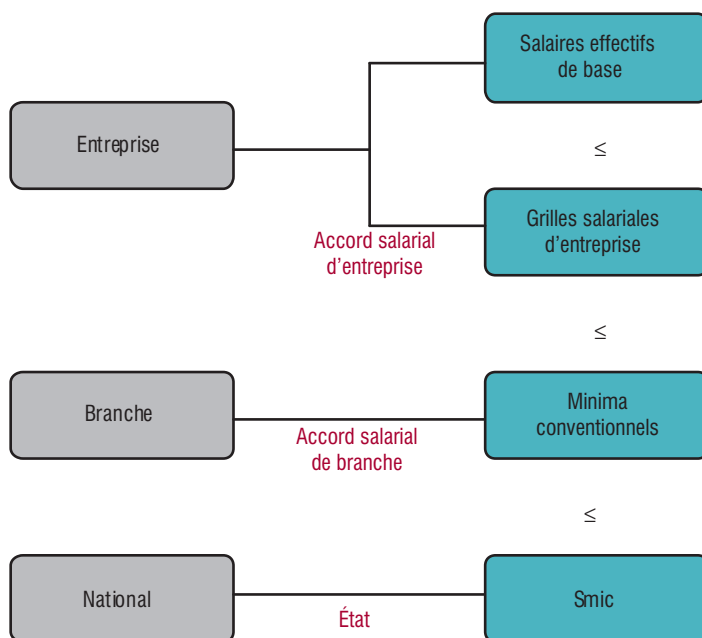 Salaires effectifs
de base
Entreprise
≤
Grilles salariales
d'entreprise
Accord salarial
d'entreprise
≤
Branche
Minima
conventionnels
Accord salarial
de branche
≤
National
Smic
État